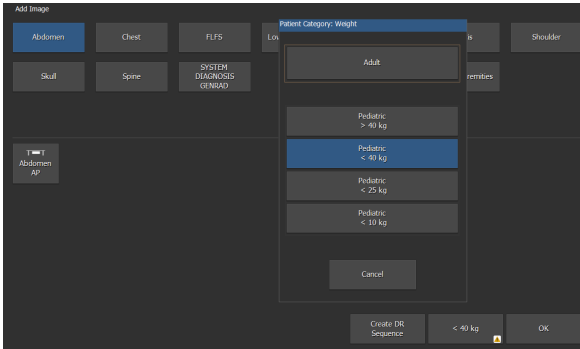 Add Image
Patient Category: Weight
Abdomen
Chest
FLFS
Adult
Shoulder
Skull
Spine
SYSTEM
DIAGNOSIS
GENRAD
Pediatric
> 40 kg
Pediatric
< 40 kg
Pediatric
< 25 kg
Pediatric
< 10 kg
Abdomen
AP
Cancel
Create DR
Sequence
< 40 kg
OK